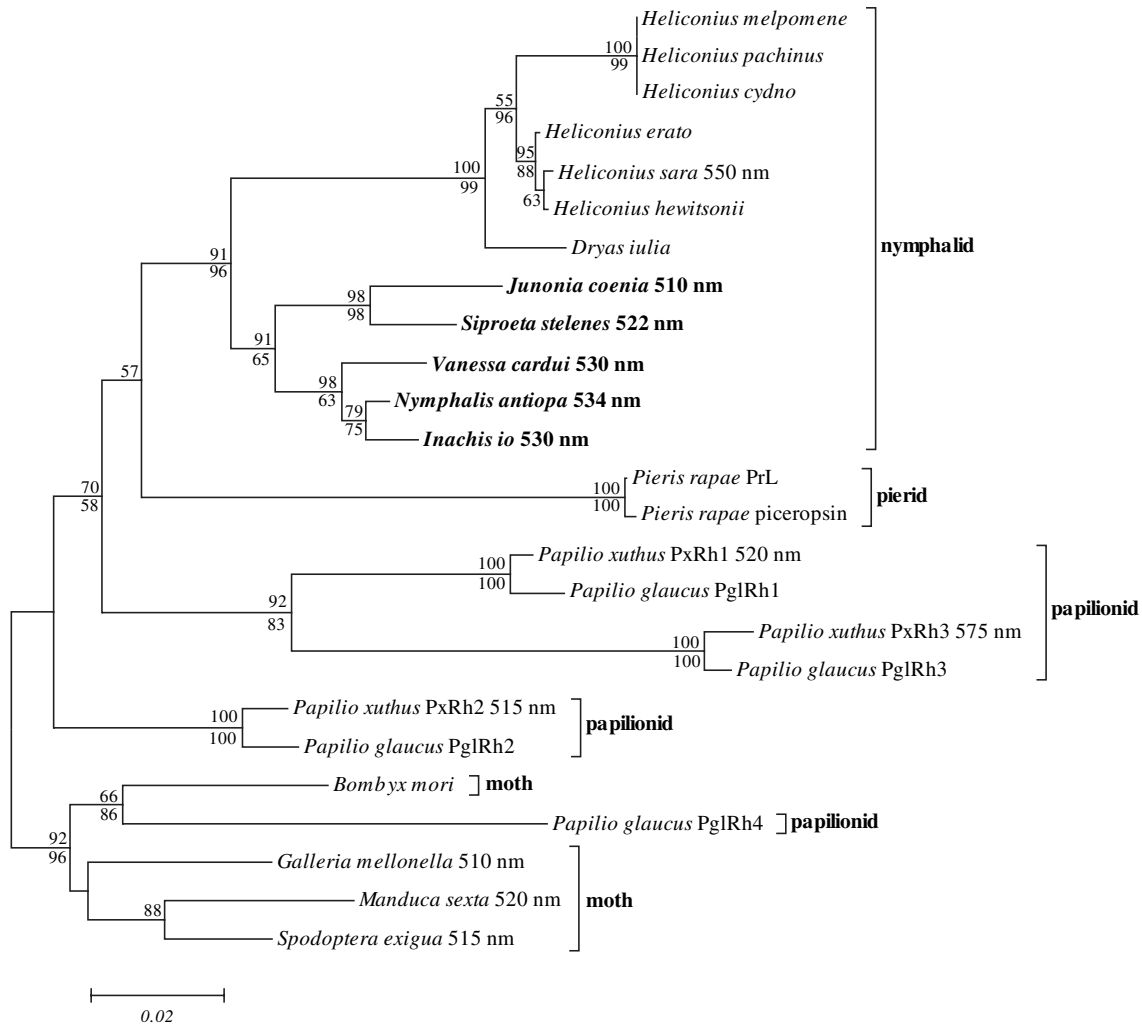 Heliconius melpomene
100
99
Heliconius pachinus
Heliconius cydno
55
96
Heliconius erato
95
88
Heliconius sara 550 nm
63
Heliconius hewitsonii
100
99
Dryas iulia
nymphalid
91
96
Junonia coenia 510 nm
98
98
Siproeta stelenes 522 nm
91
65
Vanessa cardui 530 nm
98
63
57
Nymphalis antiopa 534 nm
79
75
Inachis io 530 nm
Pieris rapae PrL
100
100
pierid
70
58
Pieris rapae piceropsin
Papilio xuthus PxRh1 520 nm
100
100
Papilio glaucus PglRh1
92
83
papilionid
Papilio xuthus PxRh3 575 nm
100
100
Papilio glaucus PglRh3
Papilio xuthus PxRh2 515 nm
100
100
papilionid
Papilio glaucus PglRh2
Bombyx mori
moth
66
86
Papilio glaucus PglRh4
papilionid
92
96
Galleria mellonella 510 nm
Manduca sexta 520 nm
moth
88
Spodoptera exigua 515 nm
0.02